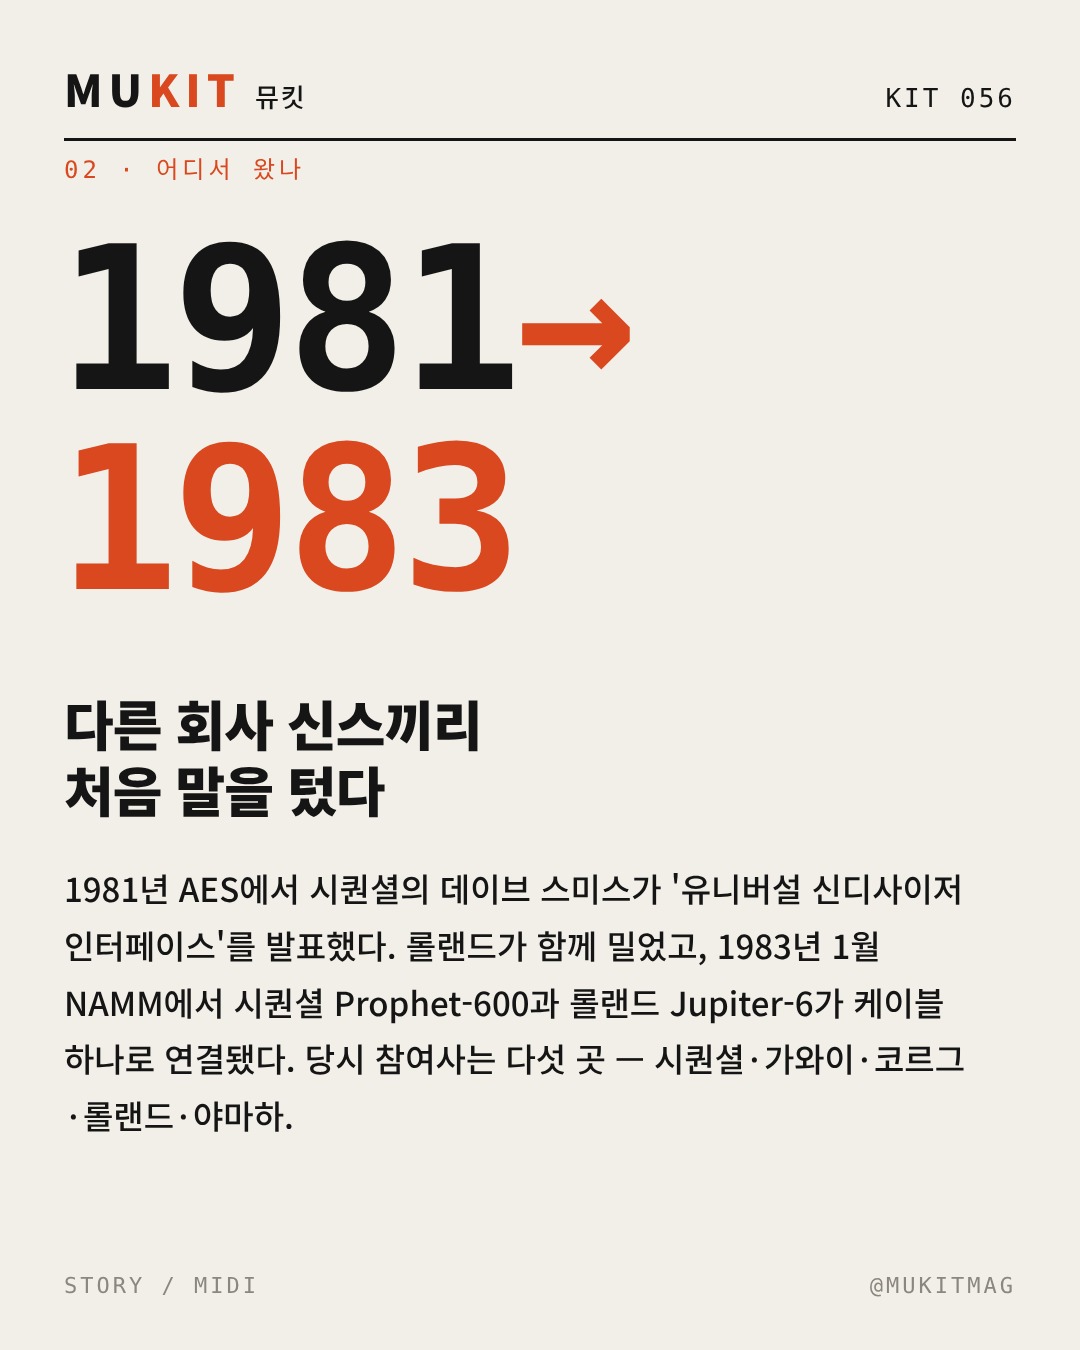 MUKIT 뮤킷
KIT 056
02 · 어디서 왔나
1981→
1983
다른 회사 신스끼리
처음 말을 텄다
1981년 AES에서 시퀀셜의 데이브 스미스가 '유니버설 신디사이저
인터페이스'를 발표했다. 롤랜드가 함께 밀었고, 1983년 1월
NAMM에서 시퀀셜 Prophet-600과 롤랜드 Jupiter-6가 케이블
하나로 연결됐다. 당시 참여사는 다섯 곳 — 시퀀셜·가와이·코르그
·롤랜드·야마하.
STORY / MIDI
@MUKITMAG